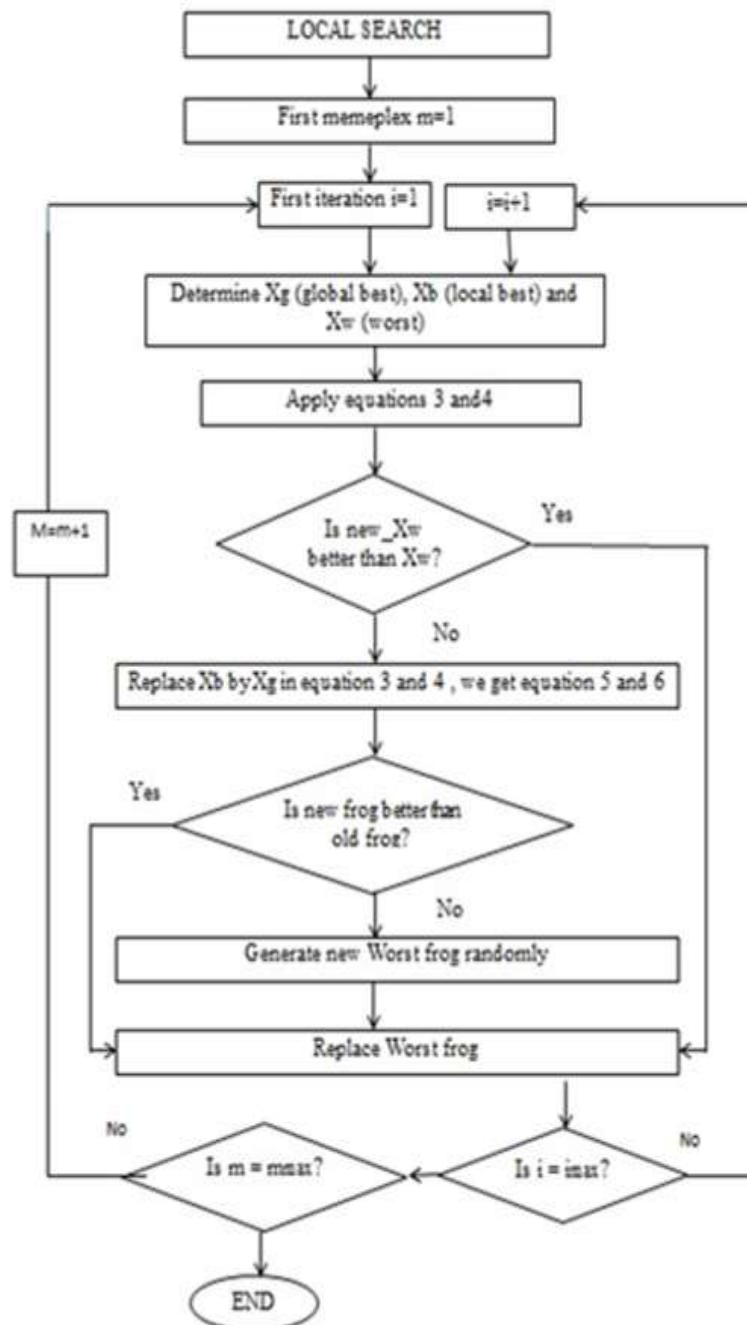 LOCAL SEARCH
First memeplex m=1
First iteration i=1
i=i+1
Determine Xg (global best), Xb (local best) and
Xw (worst)
Apply equations 3 and4
Is new_Xw
better than Xw?
Yes
M=m+1
No
Replace Xb by Xg in equation 3 and 4 , we get equation 5 and 6
Yes
Is new frog better than
old frog?
No
Generate new Worst frog randomly
Replace Worst frog
No
Is m = mmax?
Is i = imax?
No
END